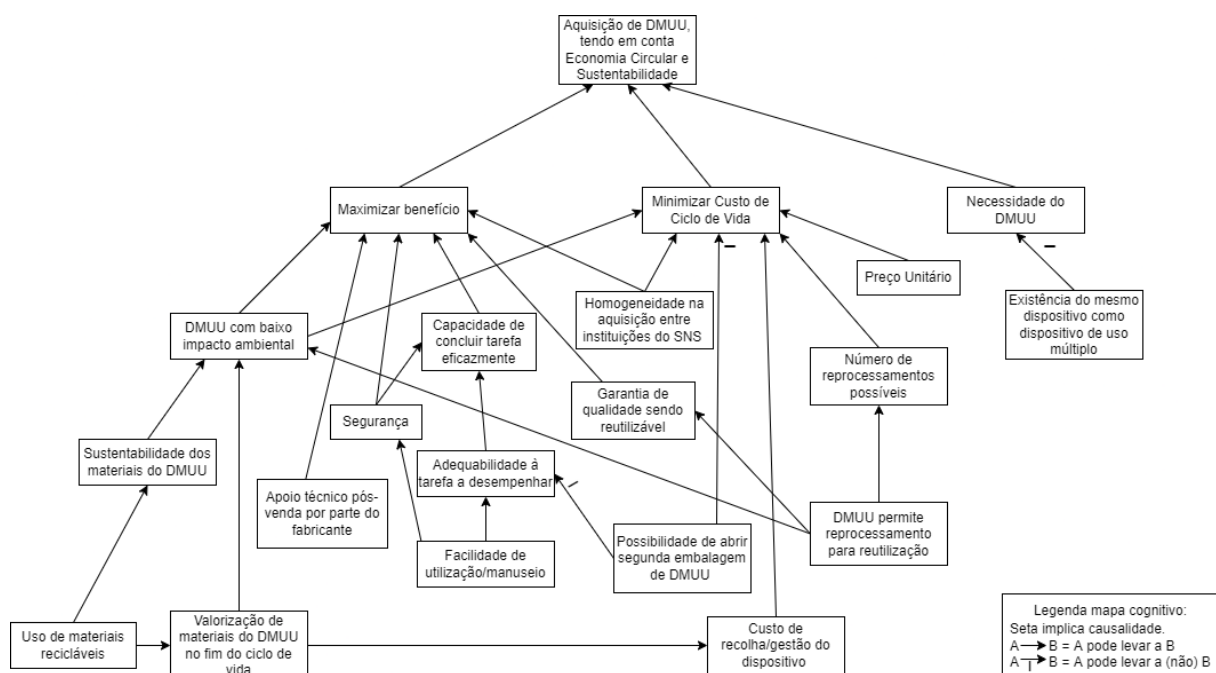 Aquisição de DMUU,
tendo em conta
Economia Circular e
Sustentabilidade
Maximizar benefício
Minimizar Custo de
Ciclo de Vida
Necessidade do
DMUU
Preço Unitário
Homogeneidade na
aquisição entre
instituições do SNS
Existência do mesmo
dispositivo como
dispositivo de uso
múltiplo
DMUU com baixo
impacto ambiental
Capacidade de
concluir tarefa
eficazmente
Número de
reprocessamentos
possíveis
Garantia de
qualidade sendo
reutilizável
Segurança
Sustentabilidade dos
materiais do DMUU
Adequabilidade à
tarefa a desempenhar
Apoio técnico pós-
venda por parte do
fabricante
DMUU permite
reprocessamento
para reutilização
Possibilidade de abrir
segunda embalagem
de DMUU
Facilidade de
utilização/manuseio
Uso de materiais
recicláveis
Valorização de
materiais do DMUU
no fim do ciclo de
vida
Custo de
recolha/gestão do
dispositivo
Legenda mapa cognitivo:
Seta implica causalidade.
A B = A pode levar a B
A B = A pode levar a (não) B